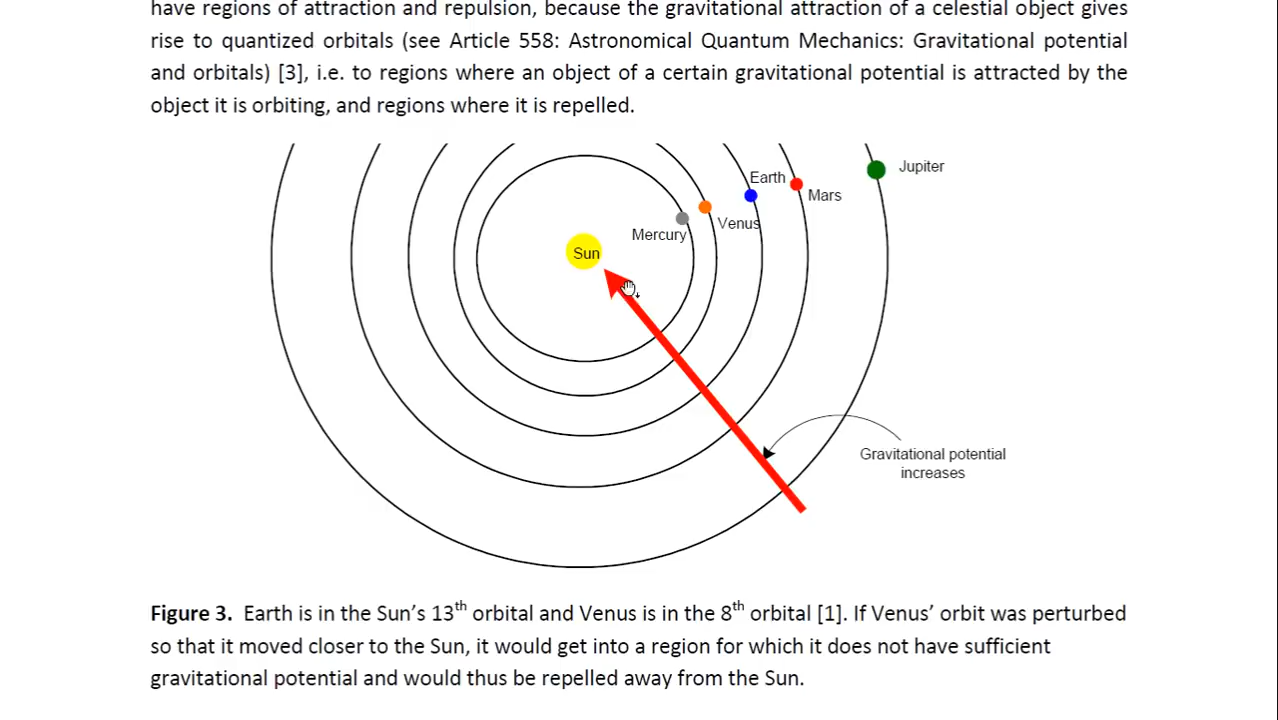 have regions of attraction and repulsion, because the gravitational attraction of a celestial object gives
rise to quantized orbitals (see Article 558: Astronomical Quantum Mechanics: Gravitational potential
and orbitals) [3], i.e. to regions where an object of a certain gravitational potential is attracted by the
object it is orbiting, and regions where it is repelled.
Jupiter
Earth
Mars
Venus
Mercury
Sun
Gravitational potential
increases
Figure 3. Earth is in the Sun's 13th orbital and Venus is in the 8th orbital [1]. If Venus' orbit was perturbed
so that it moved closer to the Sun, it would get into a region for which it does not have sufficient
gravitational potential and would thus be repelled away from the Sun.